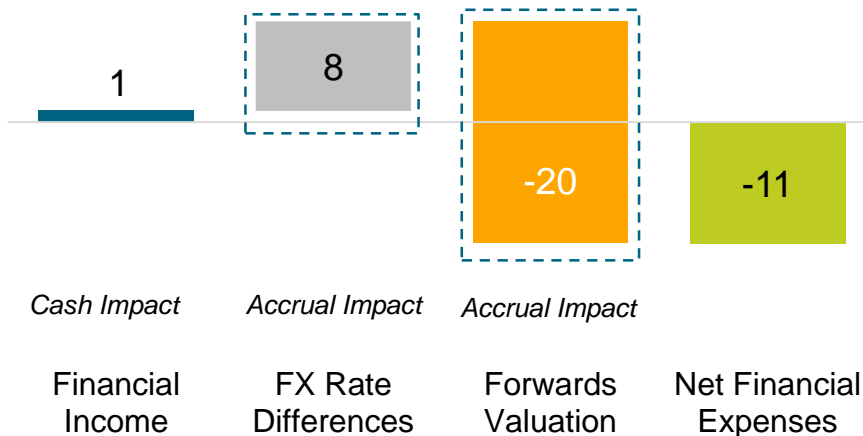 1
8
-20
-11
Cash Impact
Accrual Impact
Accrual Impact
Financial
Income
FX Rate
Differences
Forwards
Valuation
Net Financial
Expenses